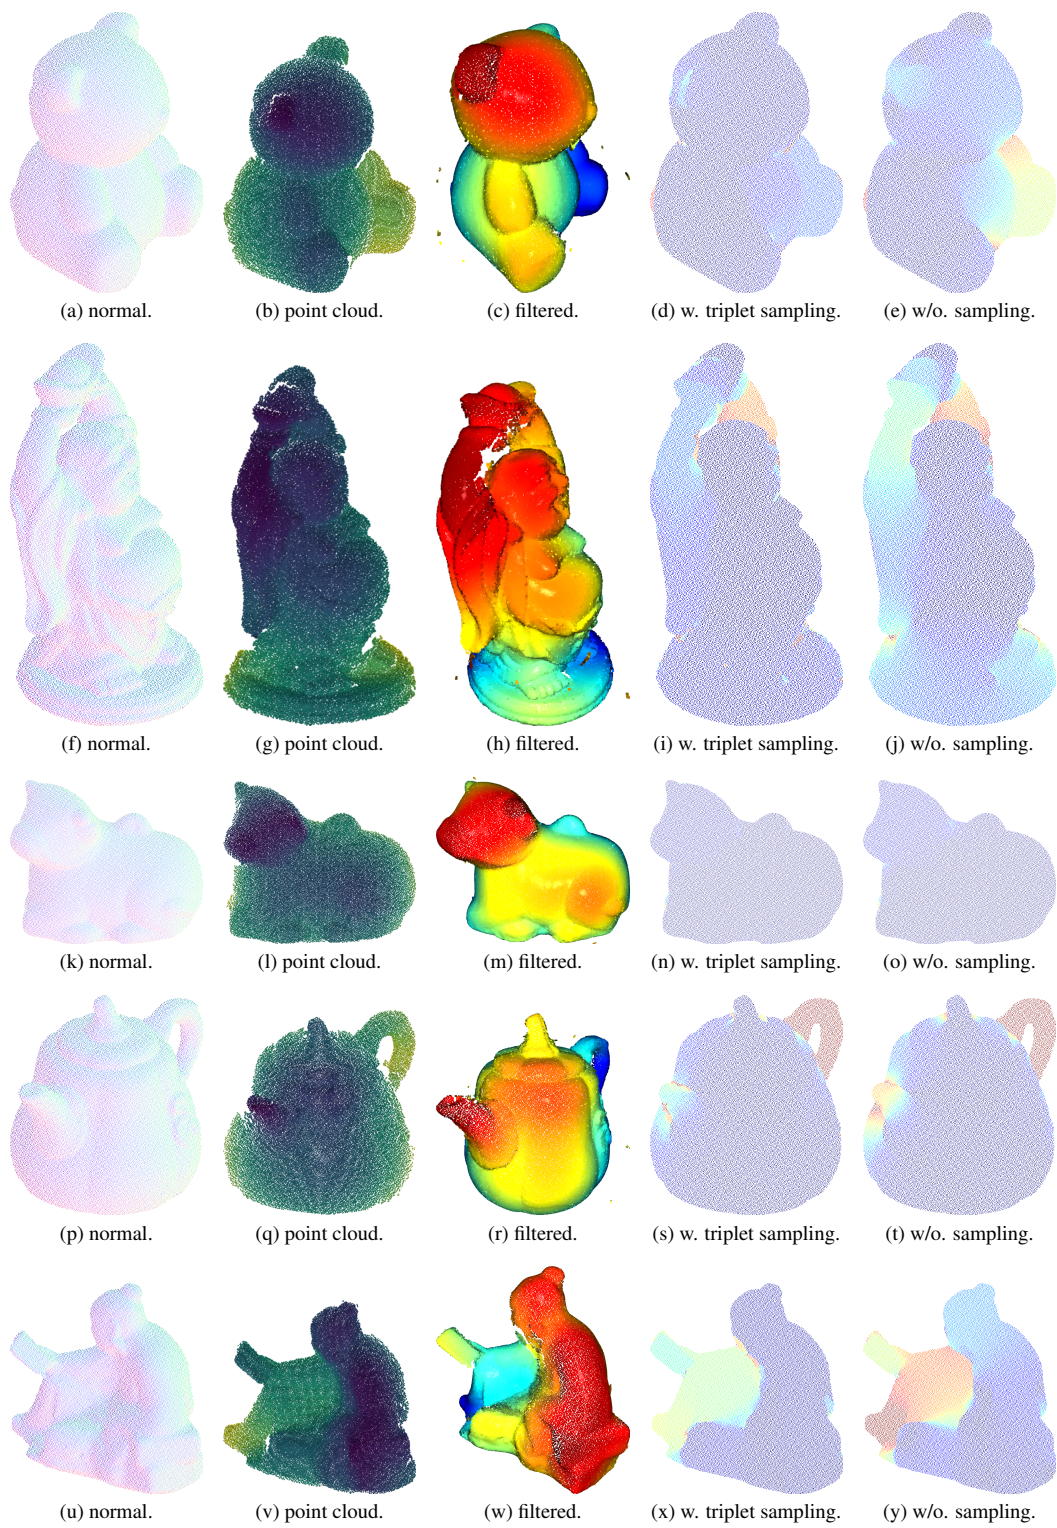 (a) normal. (b) point cloud. (c) filtered. (d) w. triplet sampling. (e) w/o. sampling.
(f) normal. (g) point cloud. (h) filtered. (i) w. triplet sampling. (j) w/o. sampling.
(k) normal. (l) point cloud. (m) filtered. (n) w. triplet sampling. (o) w/o. sampling.
(p) normal. (q) point cloud. (r) filtered. (s) w. triplet sampling. (t) w/o. sampling.
(u) normal. (v) point cloud. (w) filtered. (x) w. triplet sampling. (y) w/o. sampling.